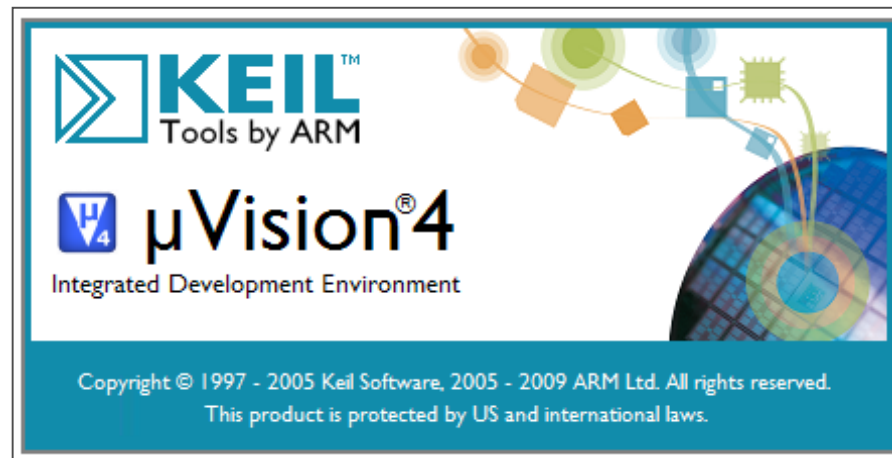 KEIL™
Tools by ARM
µ4 µVision®4
Integrated Development Environment
Copyright © 1997 - 2005 Keil Software, 2005 - 2009 ARM Ltd. All rights reserved.
This product is protected by US and international laws.